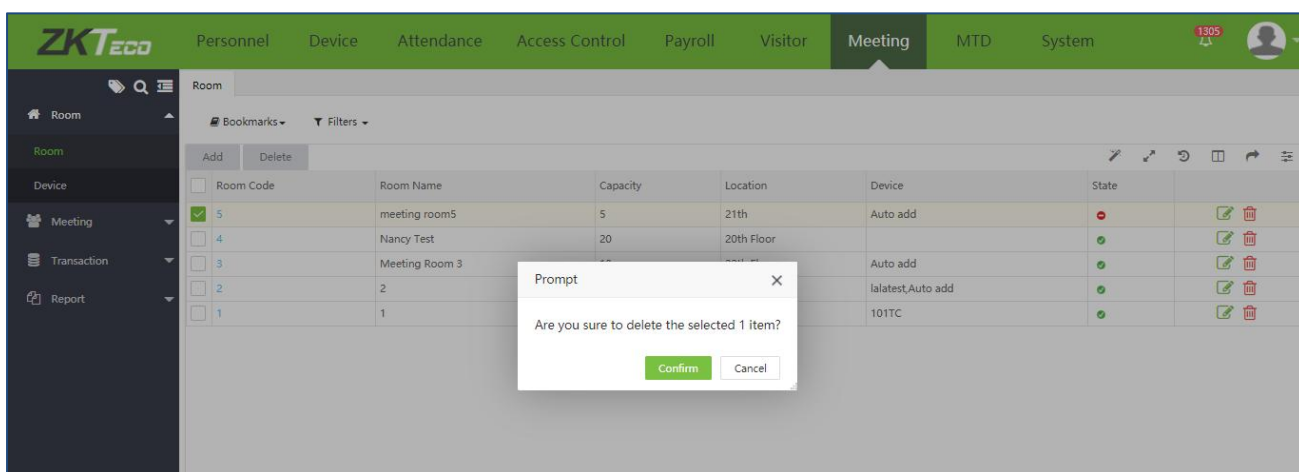 ZKTECO Personnel Device Attendance Access Control Payroll Visitor Meeting MTD System 1305
Room
Room
Bookmarks Filters
Room
Add Delete
Device
Room Code Room Name Capacity Location Device State
Meeting
5 meeting room5 5 21th Auto add
4 Nancy Test 20 20th Floor
Transaction
3 Meeting Room 3 Auto add
2 2 lalatest,Auto add
Report
1 1 101TC
Prompt
Are you sure to delete the selected 1 item?
Confirm Cancel